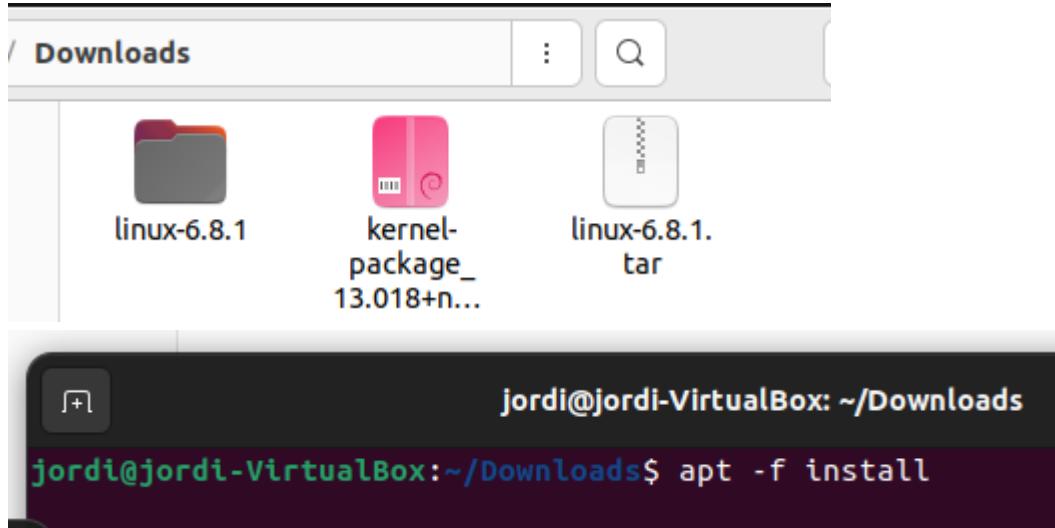 / Downloads
linux-6.8.1
kernel-
package_
13.018+n...
linux-6.8.1.
tar
jordi@jordi-VirtualBox: ~/Downloads
jordi@jordi-VirtualBox:~/Downloads$ apt -f install